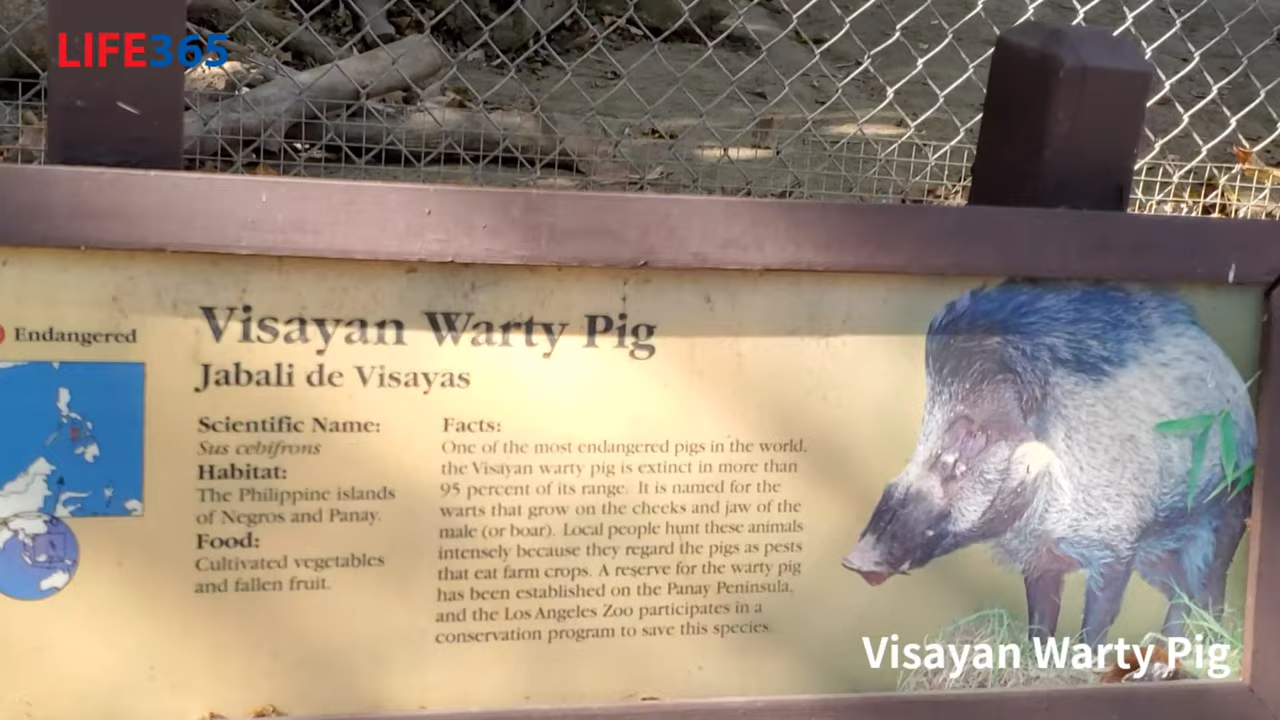 LIFE365
Endangered
Visayan Warty Pig
Jabali de Visayas
Scientific Name:
Sus cebifrons
Habitat:
The Philippine islands
of Negros and Panay.
Food:
Cultivated vegetables
and fallen fruit.
Facts:
One of the most endangered pigs in the world,
the Visayan warty pig is extinct in more than
95 percent of its range. It is named for the
warts that grow on the cheeks and jaw of the
male (or boar). Local people hunt these animals
intensely because they regard the pigs as pests
that eat farm crops. A reserve for the warty pig
has been established on the Panay Peninsula,
and the Los Angeles Zoo participates in a
conservation program to save this species
Visayan Warty Pig